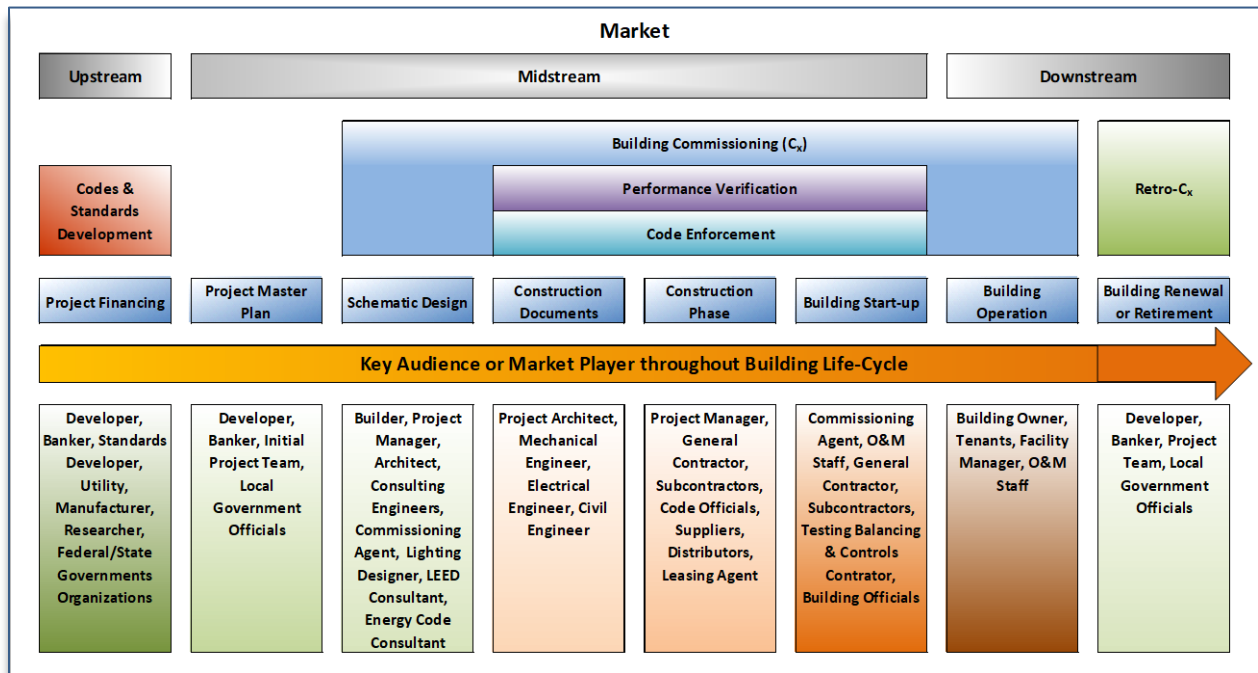 Market
Upstream
Midstream
Downstream
Building Commissioning (Cx)
Performance Verification
Code Enforcement
Codes &
Standards
Development
Retro-Cx
Project Financing
Project Master
Plan
Schematic Design
Construction
Documents
Construction
Phase
Building Start-up
Building
Operation
Building Renewal
or Retirement
Key Audience or Market Player throughout Building Life-Cycle
Developer,
Banker, Standards
Developer,
Utility,
Manufacturer,
Researcher,
Federal/State
Governments
Organizations
Developer,
Banker, Initial
Project Team,
Local
Government
Officials
Builder, Project
Manager,
Architect,
Consulting
Engineers,
Commissioning
Agent, Lighting
Designer, LEED
Consultant,
Energy Code
Consultant
Project Architect,
Mechanical
Engineer,
Electrical
Engineer, Civil
Engineer
Project Manager,
General
Contractor,
Subcontractors,
Code Officials,
Suppliers,
Distributors,
Leasing Agent
Commissioning
Agent, O&M
Staff, General
Contractor,
Subcontractors,
Testing Balancing
& Controls
Contrator,
Building Officials
Building Owner,
Tenants, Facility
Manager, O&M
Staff
Developer,
Banker, Project
Team, Local
Government
Officials